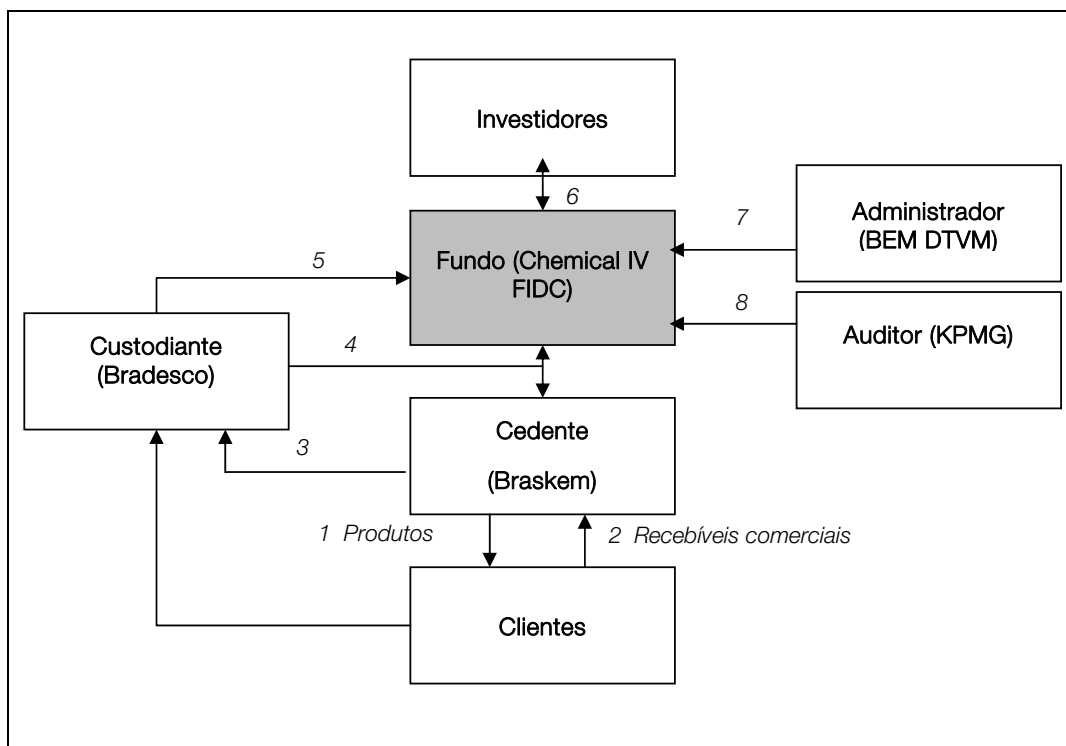 Investidores
6
7
Administrador
(BEM DTVM)
5
Fundo (Chemical IV
FIDC)
8
Auditor (KPMG)
Custodiante
(Bradesco)
4
Cedente
(Braskem)
3
1 Produtos
2 Recebíveis comerciais
Clientes